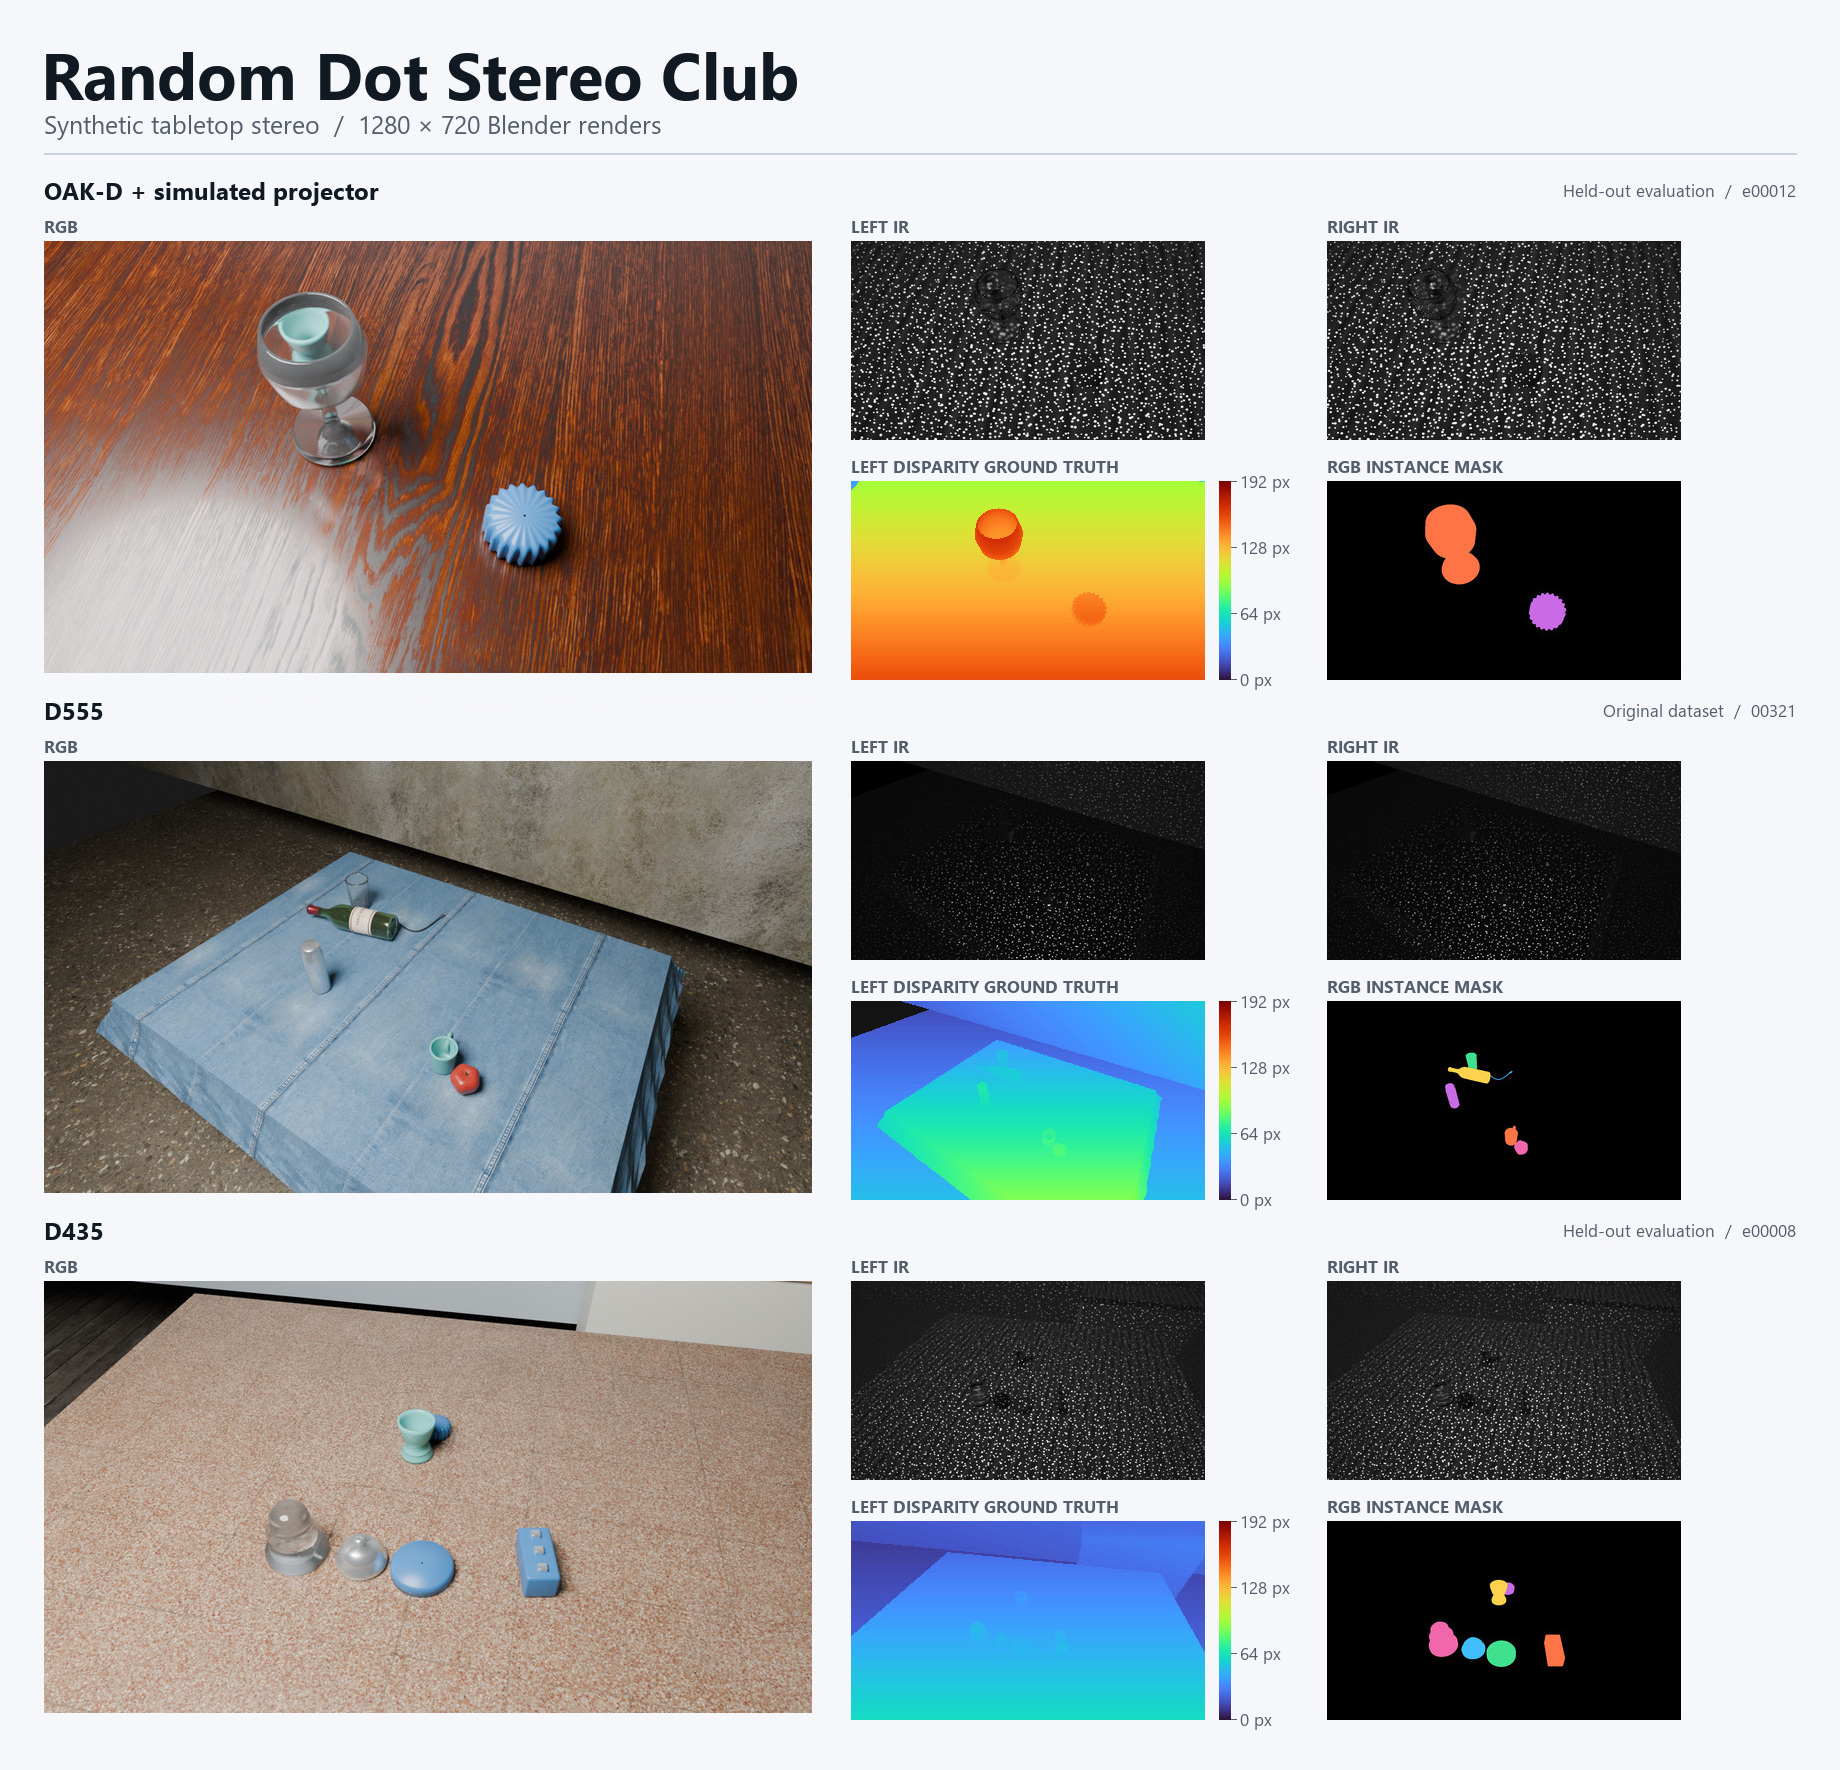 Random Dot Stereo Club
Synthetic tabletop stereo / 1280 × 720 Blender renders
OAK-D + simulated projector
Held-out evaluation / e00012
RGB
LEFT IR
RIGHT IR
LEFT DISPARITY GROUND TRUTH
192 px
128 px
64 px
0 px
RGB INSTANCE MASK
D555
Original dataset / 00321
RGB
LEFT IR
RIGHT IR
LEFT DISPARITY GROUND TRUTH
192 px
128 px
64 px
0 px
RGB INSTANCE MASK
D435
Held-out evaluation / e00008
RGB
LEFT IR
RIGHT IR
LEFT DISPARITY GROUND TRUTH
192 px
128 px
64 px
0 px
RGB INSTANCE MASK